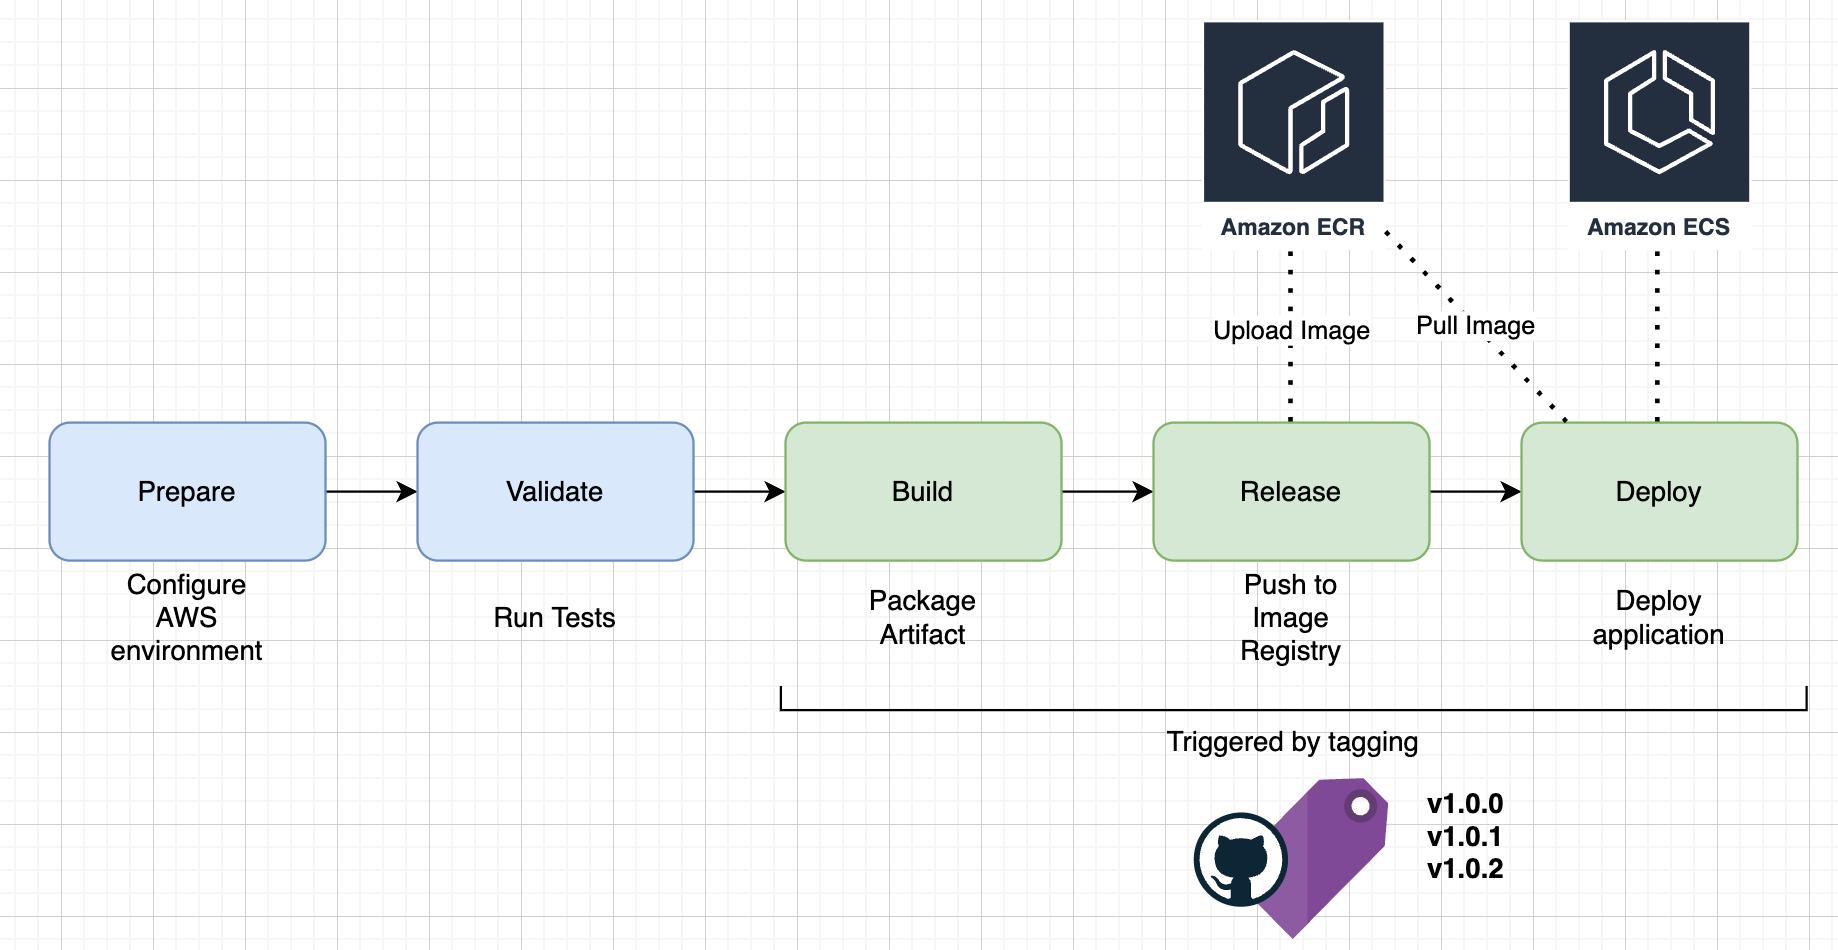 Amazon ECR
Amazon ECS
Upload Image
Pull Image
Prepare
Validate
Build
Release
Deploy
Configure
AWS
environment
Run Tests
Package
Artifact
Push to
Image
Registry
Deploy
application
Triggered by tagging
v1.0.0
v1.0.1
v1.0.2